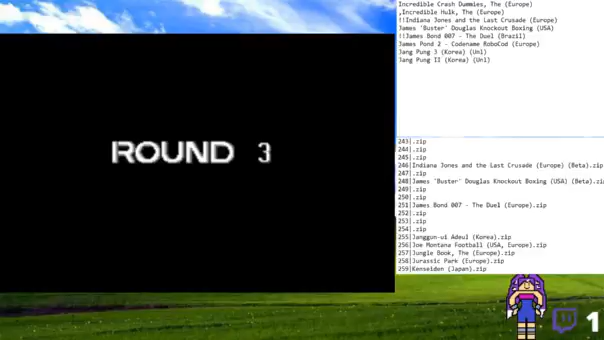 Incredible Crash Dummies, The (Europe)
,Incredible Hulk, The (Europe)
!!Indiana Jones and the Last Crusade (Europe)
James 'Buster' Douglas Knockout Boxing (USA)
!!James Bond 007 - The Duel (Brazil)
James Pond 2 - Codename RoboCod (Europe)
Jang Pung 3 (Korea) (Unl)
Jang Pung II (Korea) (Unl)
ROUND 3
243|.zip
244|.zip
245|.zip
246|Indiana Jones and the Last Crusade (Europe) (Beta).zip
247|.zip
248|James 'Buster' Douglas Knockout Boxing (USA) (Beta).zip
249|.zip
250|.zip
251|James Bond 007 - The Duel (Europe).zip
252|.zip
253|.zip
254|.zip
255|Janggun-ui Adeul (Korea).zip
256|Joe Montana Football (USA, Europe).zip
257|Jungle Book, The (Europe).zip
258|Jurassic Park (Europe).zip
259|Kenseiden (Japan).zip
1